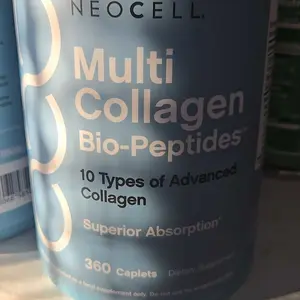 NEOCELL.
Multi
Collagen
Bio-Peptides™
10 Types of Advanced
Collagen
Superior Absorption
360 Caplets